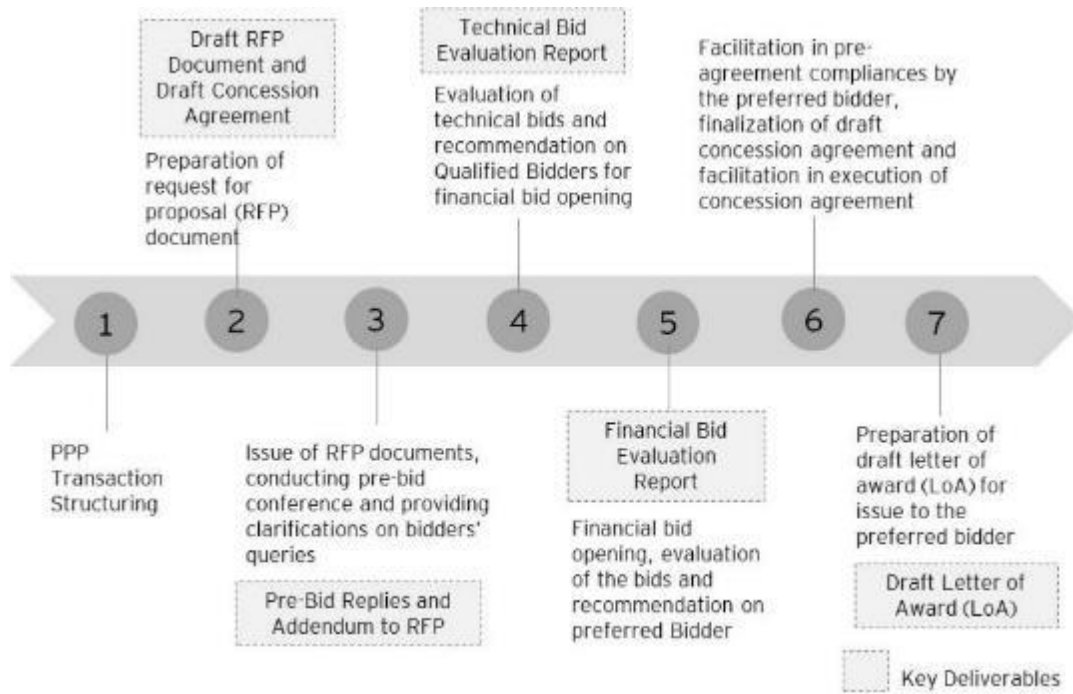 Draft RFP
Document and
Draft Concession
Agreement
Preparation of
request for
proposal (RFP)
document
Technical Bid
Evaluation Report
Evaluation of
technical bids and
recommendation on
Qualified Bidders for
financial bid opening
Facilitation in pre-
agreement compliances by
the preferred bidder,
finalization of draft
concession agreement and
facilitation in execution of
concession agreement
1
2
3
4
5
6
7
PPP
Transaction
Structuring
Issue of RFP documents,
conducting pre-bid
conference and providing
clarifications on bidders'
queries
Pre-Bid Replies and
Addendum to RFP
Financial Bid
Evaluation
Report
Financial bid
opening, evaluation
of the bids and
recommendation on
preferred Bidder
Preparation of
draft letter of
award (LoA) for
issue to the
preferred bidder
Draft Letter of
Award (LoA)
Key Deliverables